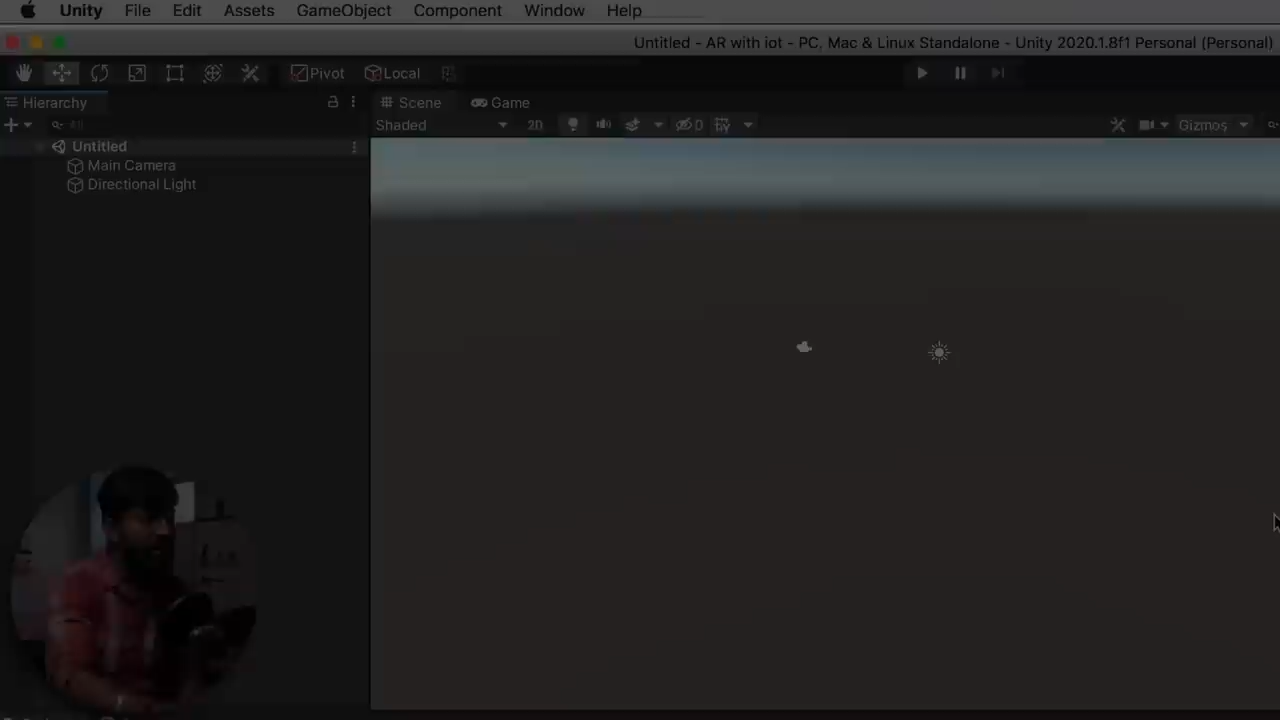 Unity File Edit Assets GameObject Component Window Help
Untitled - AR with iot - PC, Mac & Linux Standalone - Unity 2020.1.8f1 Personal (Personal)
Pivot Local
Hierarchy Scene Game
All Shaded 2D 0 Gizmos
Untitled
Main Camera
Directional Light